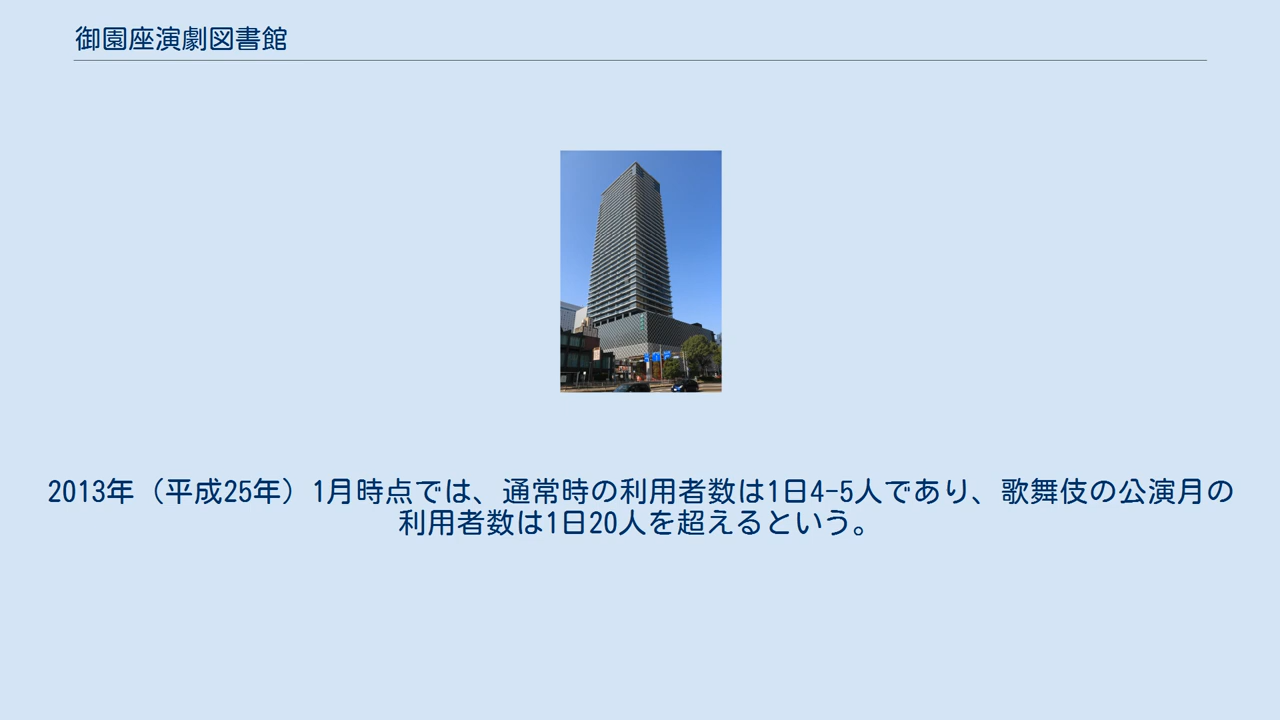 御園座演劇図書館
2013年（平成25年）1月時点では、通常時の利用者数は1日4-5人であり、歌舞伎の公演月の
利用者数は1日20人を超えるという。